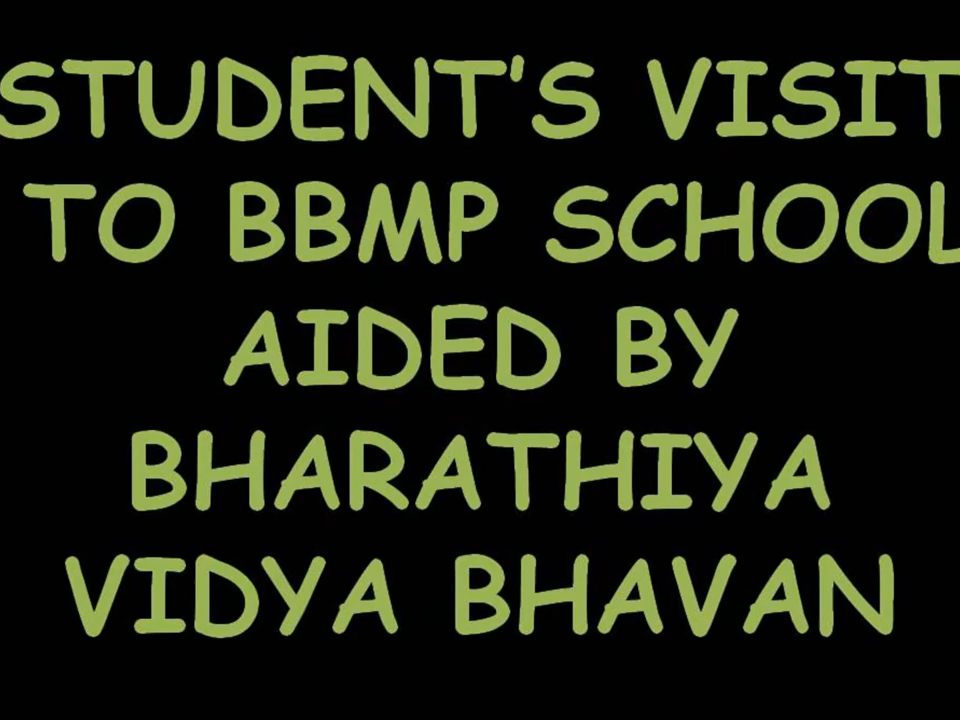 STUDENT’S VISIT
TO BBMP SCHOOL
AIDED BY
BHARATHIYA
VIDYA BHAVAN